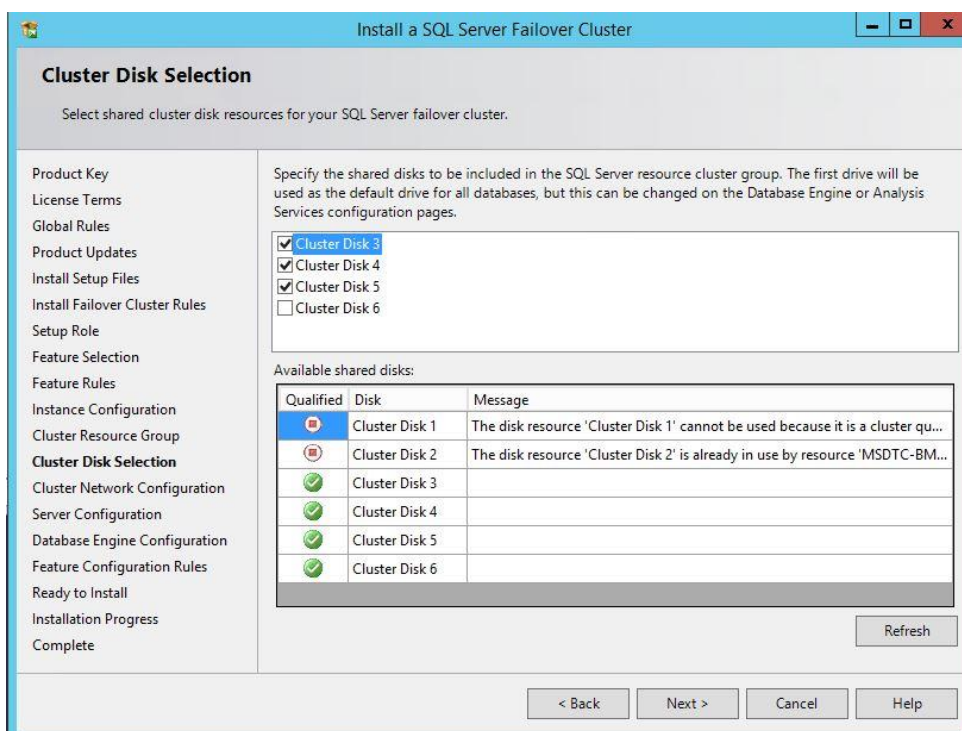 Install a SQL Server Failover Cluster
Cluster Disk Selection
Select shared cluster disk resources for your SQL Server failover cluster.
Product Key
License Terms
Global Rules
Product Updates
Install Setup Files
Install Failover Cluster Rules
Setup Role
Feature Selection
Feature Rules
Instance Configuration
Cluster Resource Group
Cluster Disk Selection
Cluster Network Configuration
Server Configuration
Database Engine Configuration
Feature Configuration Rules
Ready to Install
Installation Progress
Complete
Specify the shared disks to be included in the SQL Server resource cluster group. The first drive will be
used as the default drive for all databases, but this can be changed on the Database Engine or Analysis
Services configuration pages.
Cluster Disk 3
Cluster Disk 4
Cluster Disk 5
Cluster Disk 6
Available shared disks:
Qualified Disk Message
Cluster Disk 1 The disk resource 'Cluster Disk 1' cannot be used because it is a cluster qu...
Cluster Disk 2 The disk resource 'Cluster Disk 2' is already in use by resource 'MSDTC-BM...
Cluster Disk 3
Cluster Disk 4
Cluster Disk 5
Cluster Disk 6
Refresh
< Back Next > Cancel Help